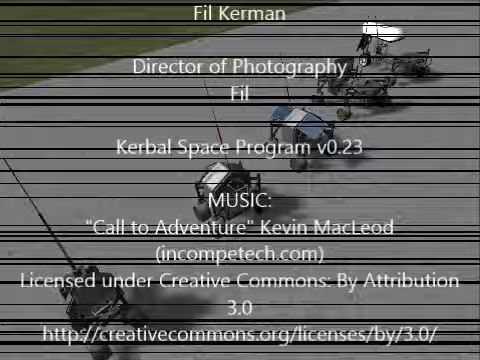 Fil Kerman
Director of Photography
Fil
Kerbal Space Program v0.23
MUSIC:
"Call to Adventure" Kevin MacLeod
(incompetech.com)
Licensed under Creative Commons: By Attribution
3.0
http://creativecommons.org/licenses/by/3.0/